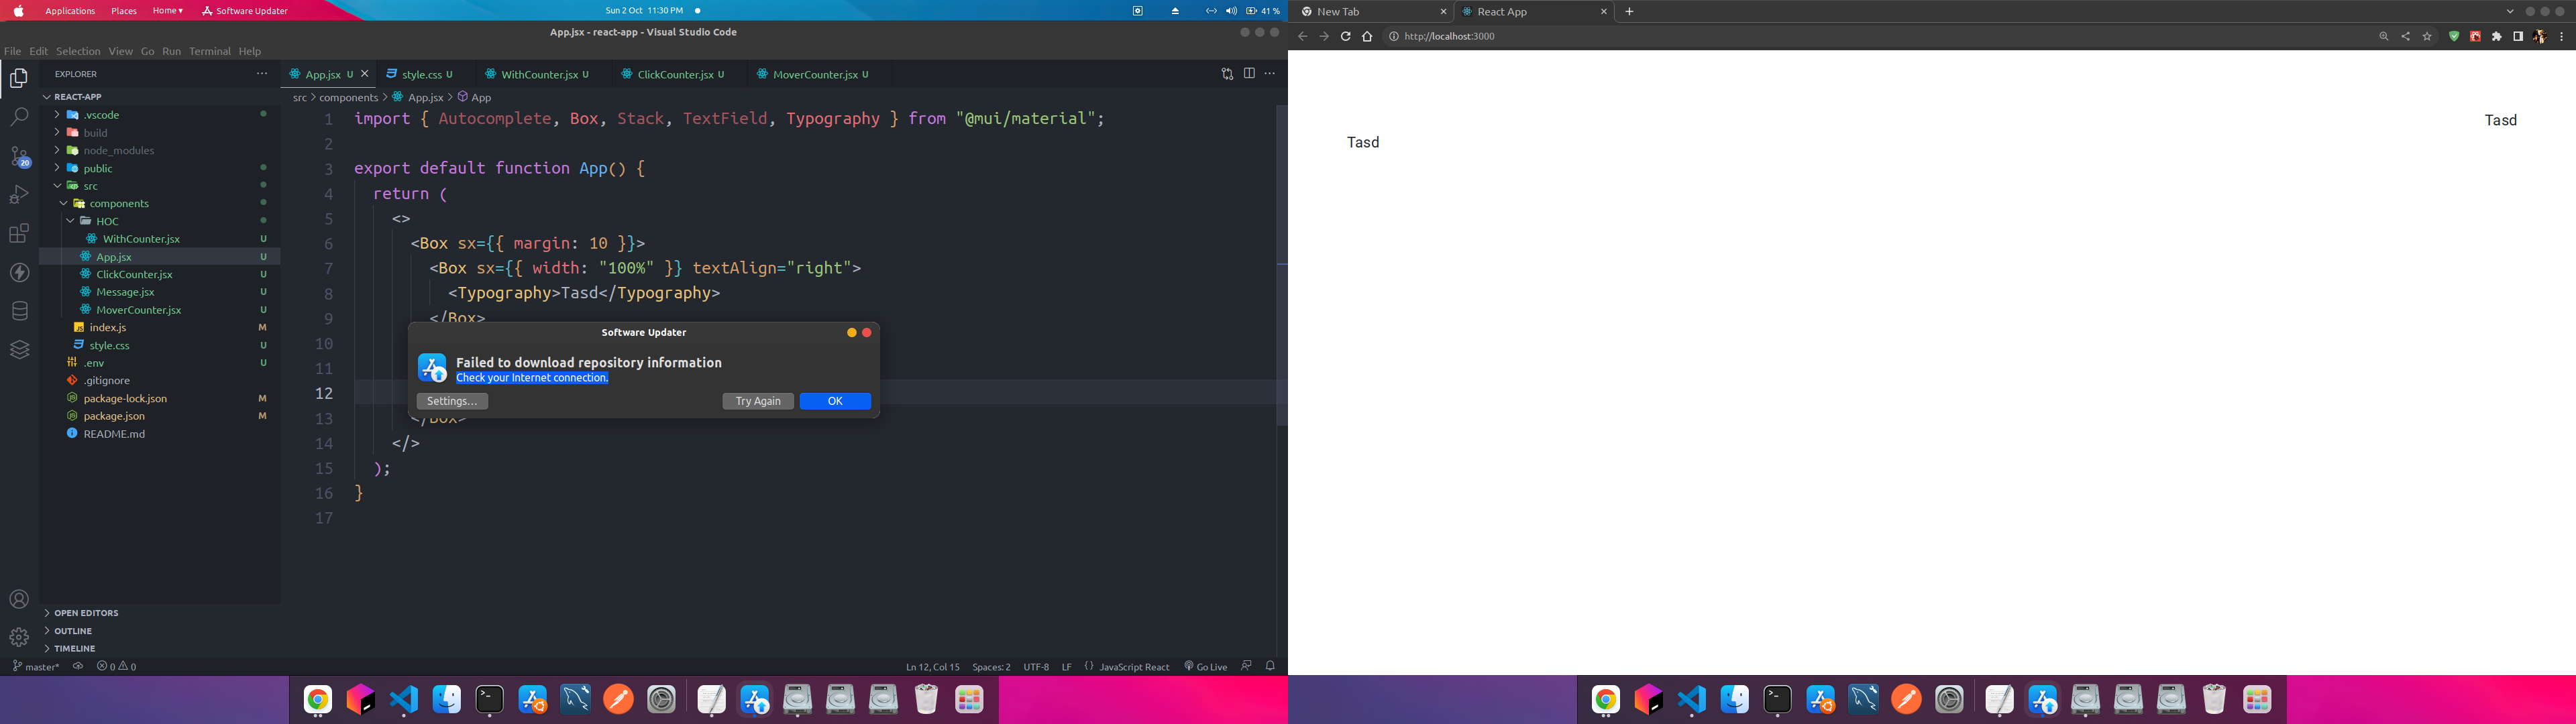 Applications Places Home ▾ Software Updater Sun 2 Oct 11:30 PM 41 %
App.jsx - react-app - Visual Studio Code
File Edit Selection View Go Run Terminal Help
EXPLORER
REACT-APP
.vscode
build
node_modules
public
src
components
HOC
WithCounter.jsx U
App.jsx U
ClickCounter.jsx U
Message.jsx U
MoverCounter.jsx U
index.js M
style.css U
.env U
.gitignore
package-lock.json M
package.json M
README.md
OPEN EDITORS
OUTLINE
TIMELINE
20
App.jsx U style.css U WithCounter.jsx U ClickCounter.jsx U MoverCounter.jsx U
src > components > App.jsx > App
1 import { Autocomplete, Box, Stack, TextField, Typography } from "@mui/material";
2
3 export default function App() {
4 return (
5 <>
6 <Box sx={{ margin: 10 }}>
7 <Box sx={{ width: "100%" }} textAlign="right">
8 <Typography>Tasd</Typography>
9 </Box>
10
11
12
13 </Box>
14 </>
15 );
16 }
17
Software Updater
Failed to download repository information
Check your Internet connection.
Settings... Try Again OK
master* 0 0 Ln 12, Col 15 Spaces: 2 UTF-8 LF {} JavaScript React Go Live
New Tab React App
http://localhost:3000
Tasd
Tasd